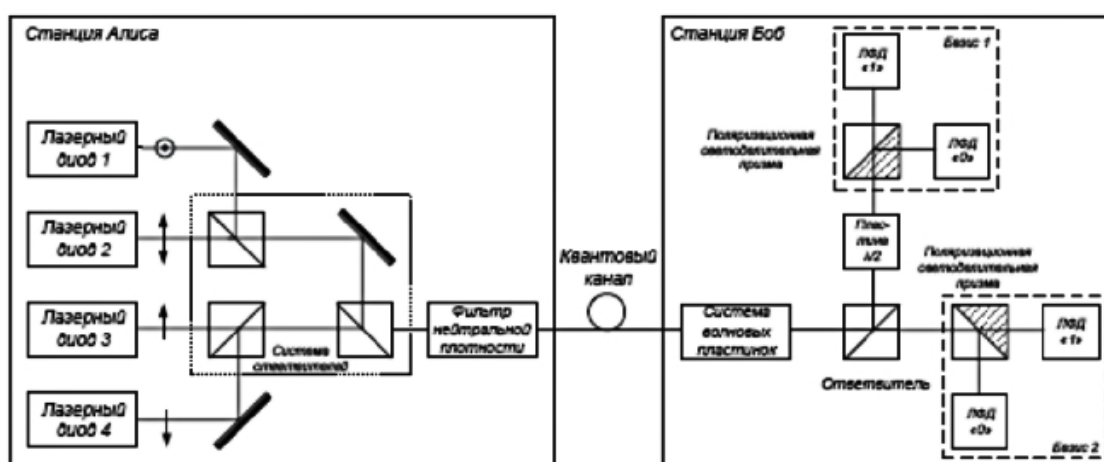 Станция Алиса
Лазерный
диод 1
Лазерный
диод 2
Лазерный
диод 3
Лазерный
диод 4
Система
ответвителей
Фильтр
нейтральной
плотности
Квантовый
канал
Станция Боб
Базис 1
ЛФД
«1»
Поляризационная
светоделительная
призма
ЛФД
«0»
Плас-
тина
λ/2
Поляризационная
светоделительная
призма
Система
волновых
пластинок
Ответвитель
ЛФД
«1»
ЛФД
«0»
Базис 2